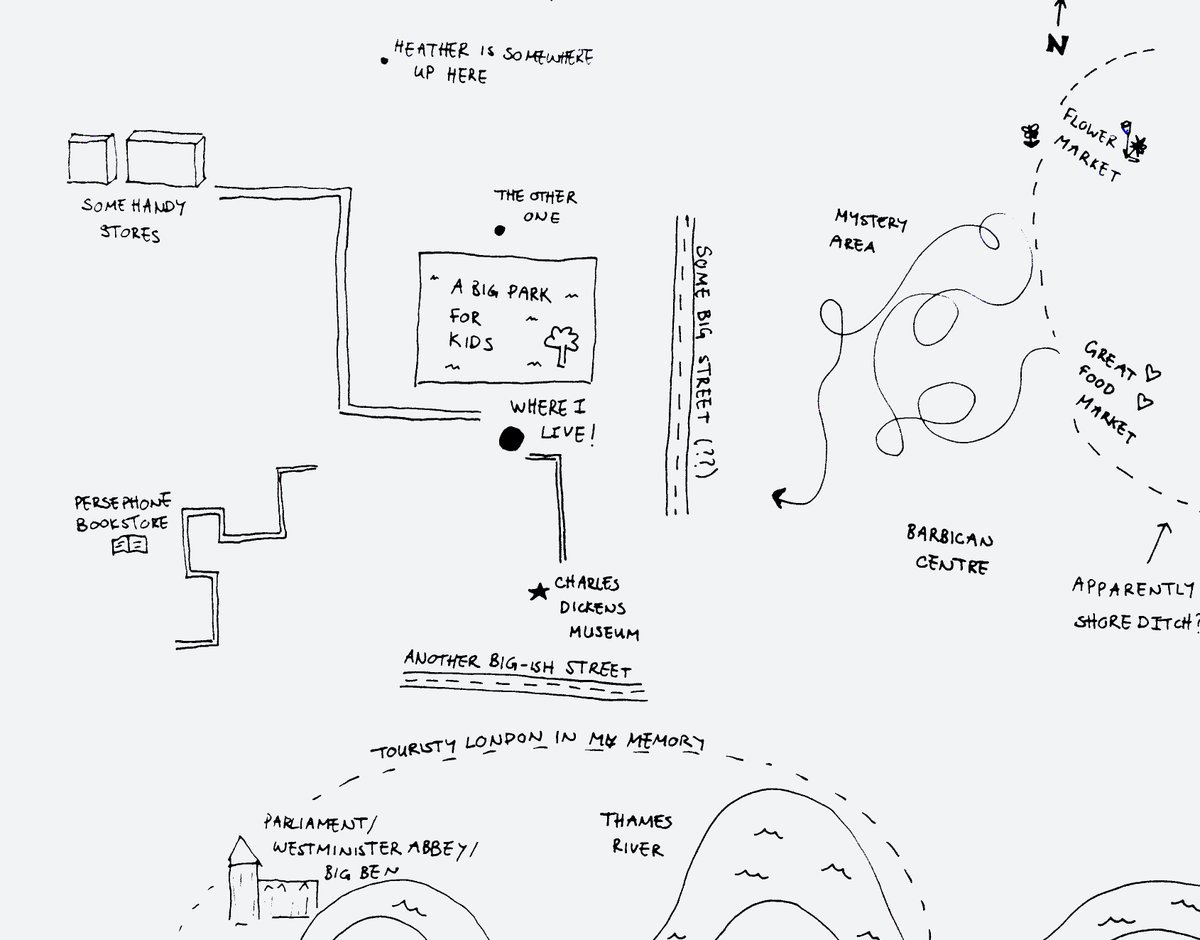 HEATHER IS SOMEWHERE
UP HERE
N
FLOWER
MARKET
SOME HANDY
STORES
THE OTHER
ONE
MYSTERY
AREA
A BIG PARK
FOR
KIDS
SOME BIG STREET (??)
GREAT
FOOD
MARKET
WHERE I
LIVE!
PERSEPHONE
BOOKSTORE
BARBICAN
CENTRE
APPARENTLY
SHOREDITCH?
CHARLES
DICKENS
MUSEUM
ANOTHER BIG-ISH STREET
TOURISTY LONDON IN MY MEMORY
PARLIAMENT/
WESTMINISTER ABBEY/
BIG BEN
THAMES
RIVER